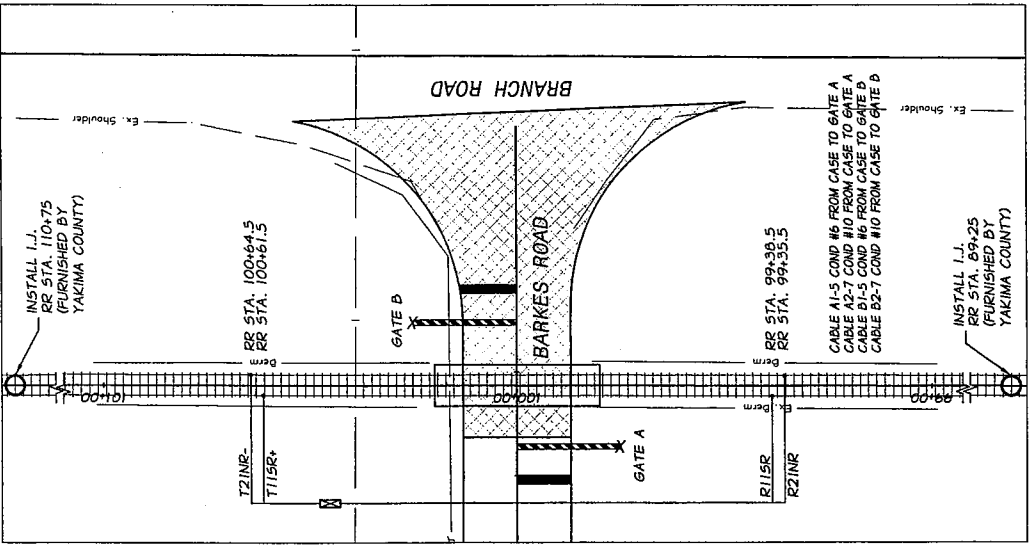 BRANCH ROAD
Ex. Shoulder
Ex. Shoulder
INSTALL I.J.
RR STA. 110+75
(FURNISHED BY
YAKIMA COUNTY)
RR STA. 100+64.5
RR STA. 100+61.5
GATE B
BARKES ROAD
RR STA. 99+38.5
RR STA. 99+35.5
CABLE A1-5 COND #6 FROM CASE TO GATE A
CABLE A2-7 COND #10 FROM CASE TO GATE A
CABLE B1-5 COND #6 FROM CASE TO GATE B
CABLE B2-7 COND #10 FROM CASE TO GATE B
INSTALL I.J.
RR STA. 89+25
(FURNISHED BY
YAKIMA COUNTY)
Berm
Berm
101+00
100+00
99+00
Ex. Berm
GATE A
T21NR-
T11SR+
R11SR
R21NR